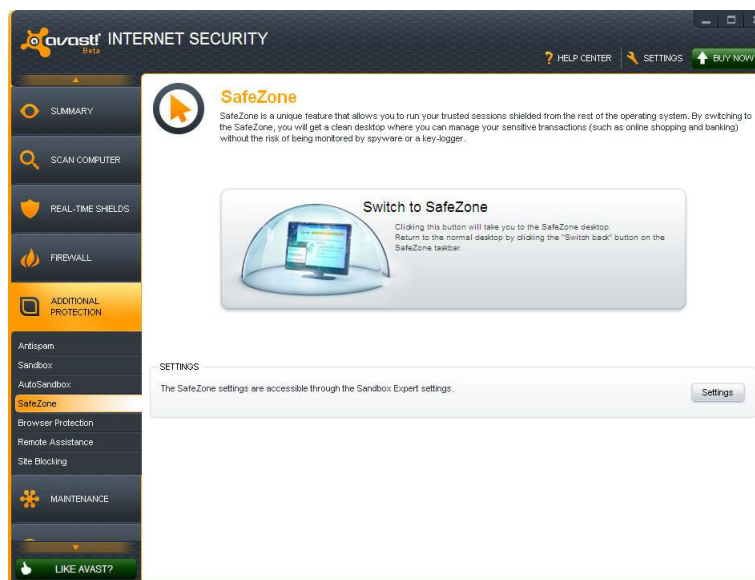 avast! INTERNET SECURITY
Beta
HELP CENTER
SETTINGS
BUY NOW
SUMMARY
SCAN COMPUTER
REAL-TIME SHIELDS
FIREWALL
ADDITIONAL
PROTECTION
Antispam
Sandbox
AutoSandbox
SafeZone
Browser Protection
Remote Assistance
Site Blocking
MAINTENANCE
LIKE AVAST?
SafeZone
SafeZone is a unique feature that allows you to run your trusted sessions shielded from the rest of the operating system. By switching to
the SafeZone, you will get a clean desktop where you can manage your sensitive transactions (such as online shopping and banking)
without the risk of being monitored by spyware or a key-logger.
Switch to SafeZone
Clicking this button will take you to the SafeZone desktop.
Return to the normal desktop by clicking the "Switch back" button on the
SafeZone taskbar.
SETTINGS
The SafeZone settings are accessible through the Sandbox Expert settings.
Settings